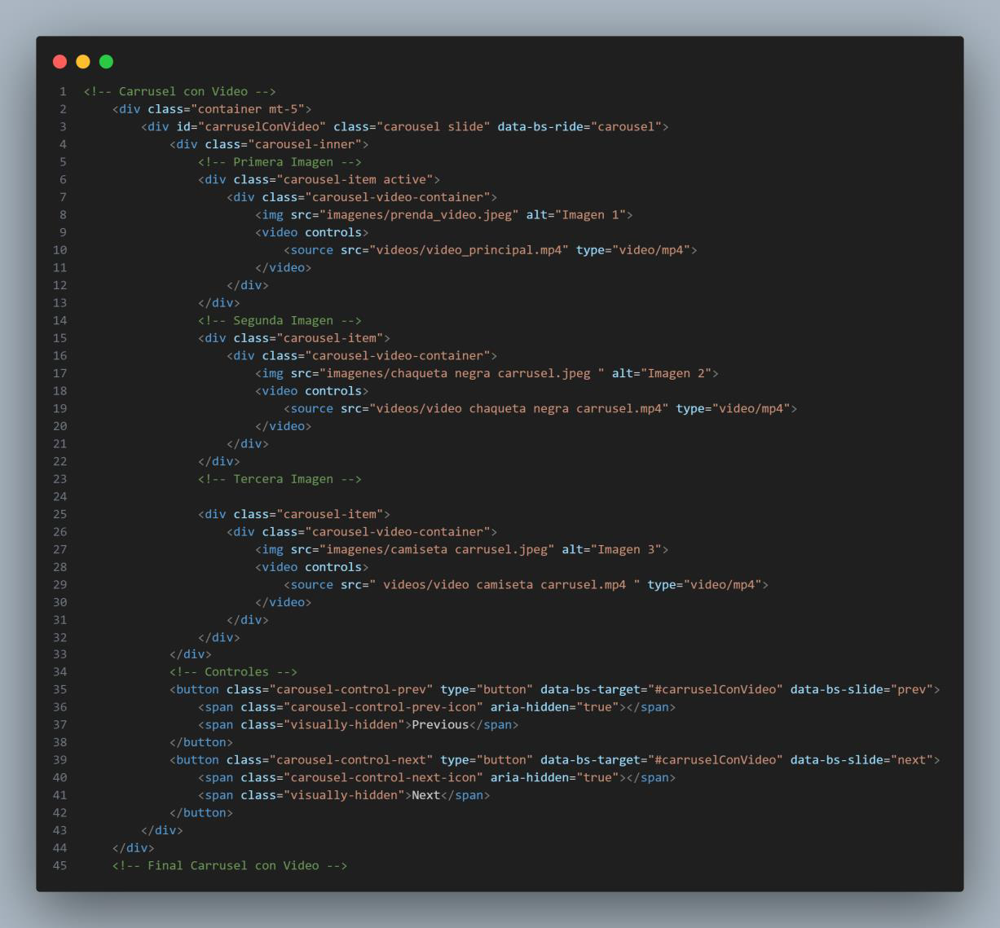 1 <!-- Carrusel con Video -->
2     <div class="container mt-5">
3         <div id="carruselConVideo" class="carousel slide" data-bs-ride="carousel">
4             <div class="carousel-inner">
5                 <!-- Primera Imagen -->
6                 <div class="carousel-item active">
7                     <div class="carousel-video-container">
8                         <img src="imagenes/prenda_video.jpeg" alt="Imagen 1">
9                         <video controls>
10                             <source src="videos/video_principal.mp4" type="video/mp4">
11                         </video>
12                     </div>
13                 </div>
14                 <!-- Segunda Imagen -->
15                 <div class="carousel-item">
16                     <div class="carousel-video-container">
17                         <img src="imagenes/chaqueta negra carrusel.jpeg " alt="Imagen 2">
18                         <video controls>
19                             <source src="videos/video chaqueta negra carrusel.mp4" type="video/mp4">
20                         </video>
21                     </div>
22                 </div>
23                 <!-- Tercera Imagen -->
24
25                 <div class="carousel-item">
26                     <div class="carousel-video-container">
27                         <img src="imagenes/camiseta carrusel.jpeg" alt="Imagen 3">
28                         <video controls>
29                             <source src=" videos/video camiseta carrusel.mp4 " type="video/mp4">
30                         </video>
31                     </div>
32                 </div>
33             </div>
34             <!-- Controles -->
35             <button class="carousel-control-prev" type="button" data-bs-target="#carruselConVideo" data-bs-slide="prev">
36                 <span class="carousel-control-prev-icon" aria-hidden="true"></span>
37                 <span class="visually-hidden">Previous</span>
38             </button>
39             <button class="carousel-control-next" type="button" data-bs-target="#carruselConVideo" data-bs-slide="next">
40                 <span class="carousel-control-next-icon" aria-hidden="true"></span>
41                 <span class="visually-hidden">Next</span>
42             </button>
43         </div>
44     </div>
45     <!-- Final Carrusel con Video -->